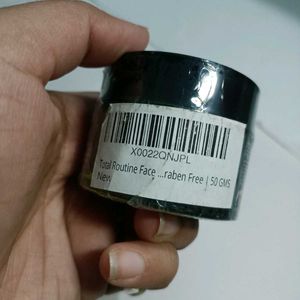 X0022QNJPL
Total Routine Face ...raben Free | 50 GMS
New